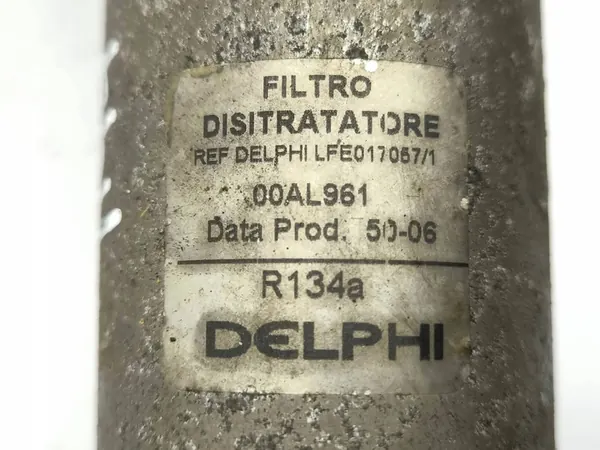 FILTRO
DISITRATATORE
REF DELPHI LFE017057/1
00AL961
Data Prod. 50-06
R134a
DELPHI